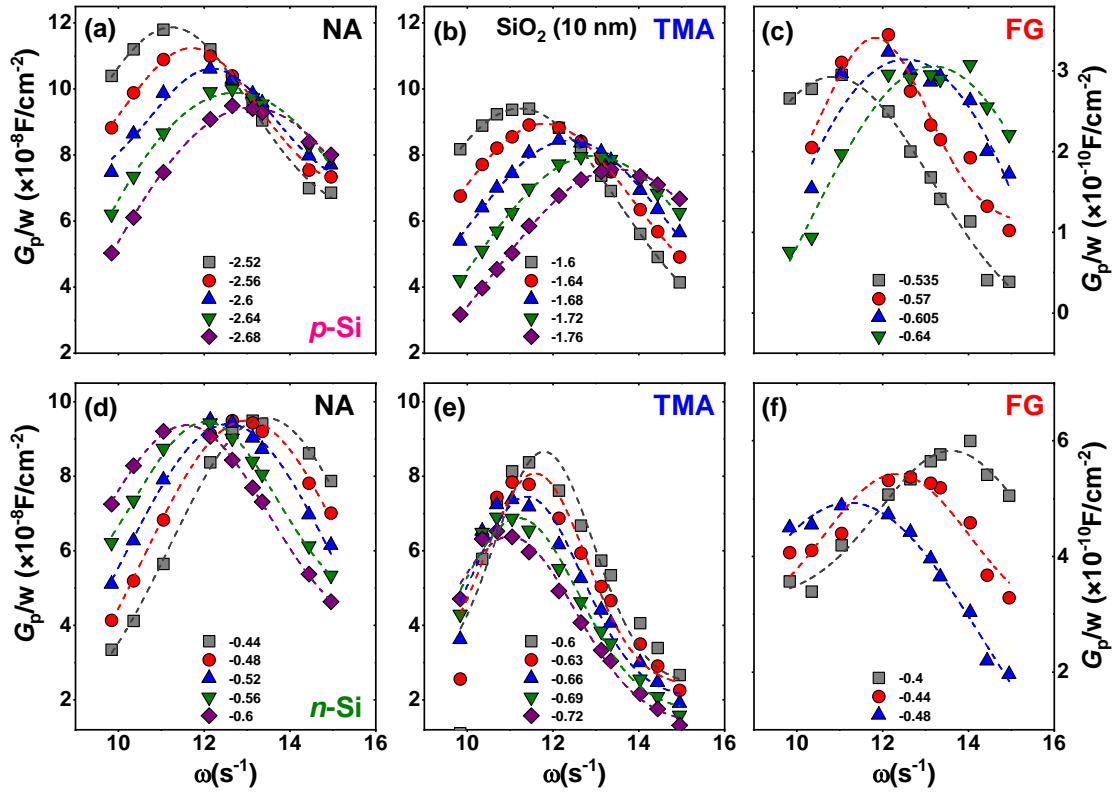 (a)
NA
12
10
8
6
4
2
Gp/w (×10-8F/cm-2)
-2.52
-2.56
-2.6
-2.64
-2.68
p-Si
(b)
SiO2 (10 nm)
TMA
10
8
6
4
2
-1.6
-1.64
-1.68
-1.72
-1.76
(c)
FG
3
2
1
0
Gp/w (×10-10F/cm-2)
-0.535
-0.57
-0.605
-0.64
(d)
NA
10
8
6
4
2
Gp/w (×10-8F/cm-2)
-0.44
-0.48
-0.52
-0.56
-0.6
n-Si
10 12 14 16
ω(s-1)
(e)
TMA
10
8
6
4
2
-0.6
-0.63
-0.66
-0.69
-0.72
10 12 14 16
ω(s-1)
(f)
FG
6
4
2
Gp/w (×10-10F/cm-2)
-0.4
-0.44
-0.48
10 12 14 16
ω(s-1)